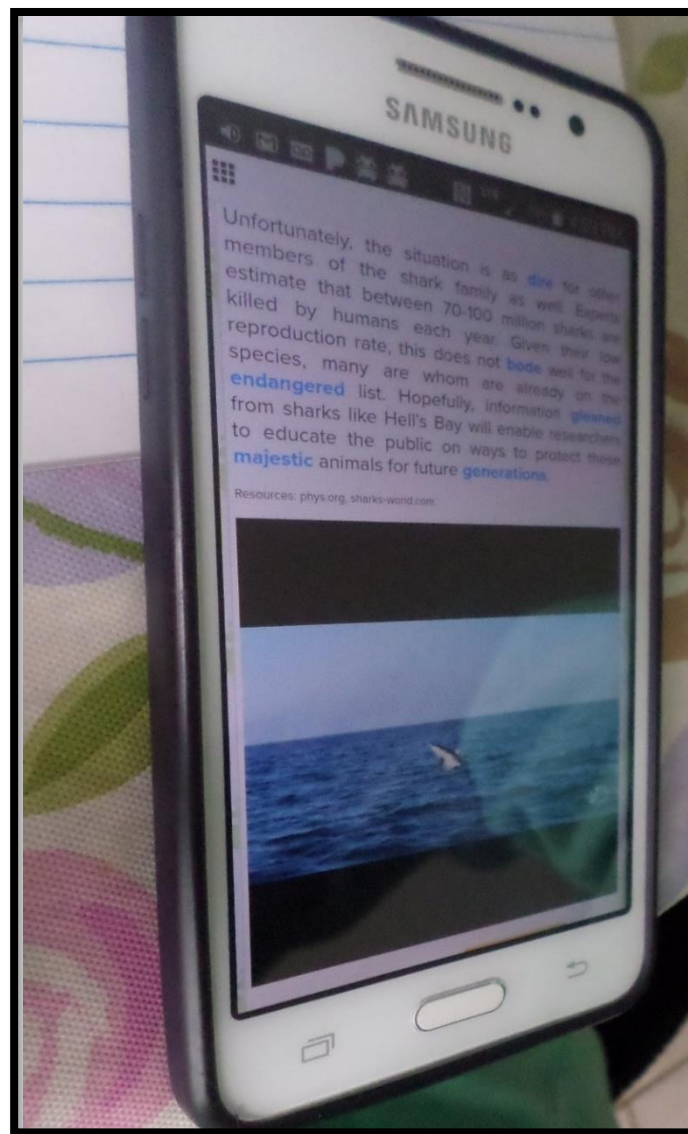 SAMSUNG
Unfortunately, the situation is as dire for other
members of the shark family as well. Experts
estimate that between 70-100 million sharks are
killed by humans each year. Given their low
reproduction rate, this does not bode well for the
species, many are whom are already on the
endangered list. Hopefully, information gleaned
from sharks like Hell's Bay will enable researchers
to educate the public on ways to protect these
majestic animals for future generations.
Resources: phys.org, sharks-world.com